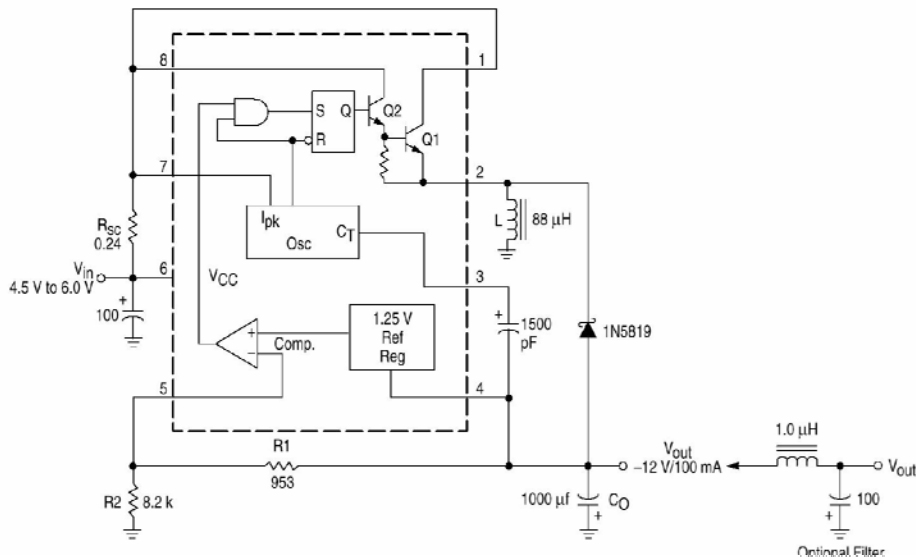 8
1
S
Q
Q2
R
Q1
7
2
Ipk
CT
Osc
L
88 µH
RSC
0.24
Vin
4.5 V to 6.0 V
6
VCC
3
100
+
+
1500
pF
1N5819
1.25 V
Ref
Reg
+
−
Comp.
5
4
R1
953
Vout
−12 V/100 mA
1.0 µH
Vout
R2
8.2 k
1000 µf
CO
+
100
+
Optional Filter